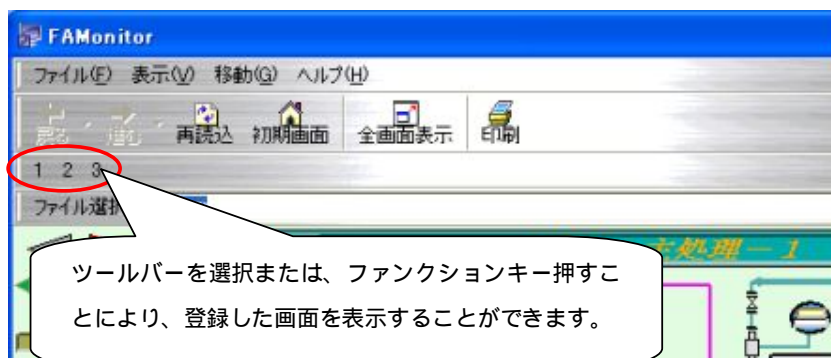 FAMonitor
ファイル(F) 表示(V) 移動(G) ヘルプ(H)
戻る 進む 再読込 初期画面 全画面表示 印刷
1 2 3
ファイル選択
主処理－1
ツールバーを選択または、ファンクションキー押すこ
とにより、登録した画面を表示することができます。